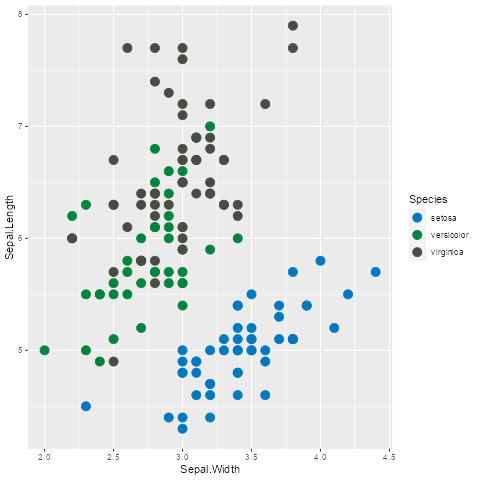 8
7
6
5
Sepal.Length
2.0 2.5 3.0 3.5 4.0 4.5
Sepal.Width
Species
setosa
versicolor
virginica